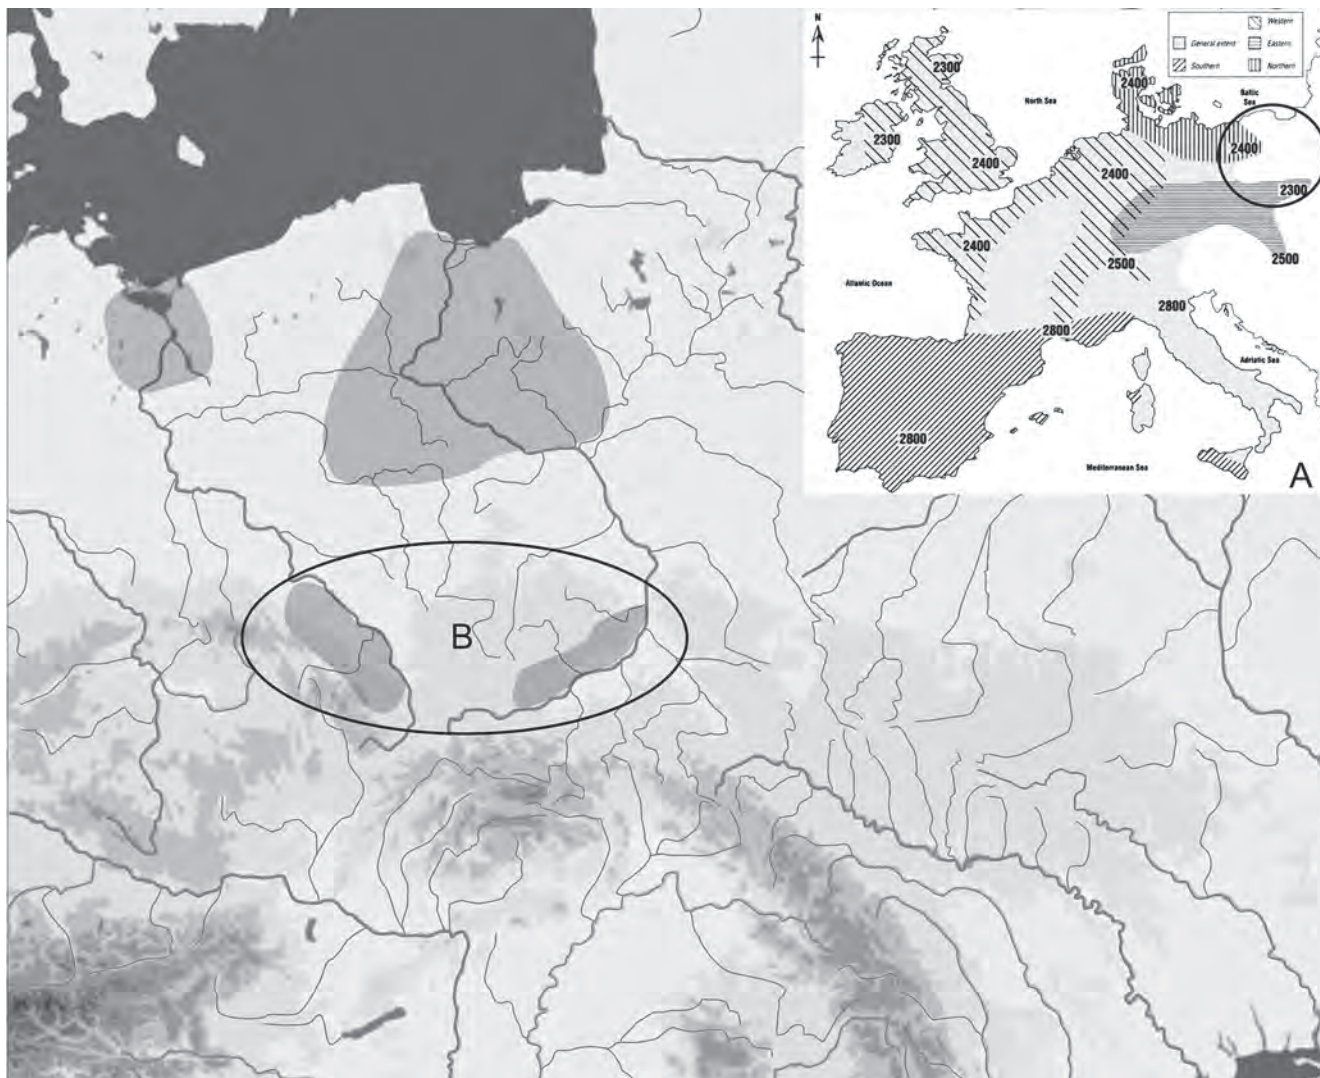 N
Western
General extent
Eastern
Southern
Northern
2300
2400
North Sea
Baltic
Sea
2300
2400
2400
2400
2300
2400
2500
2500
Atlantic Ocean
2800
2800
Adriatic Sea
2800
Mediterranean Sea
A
B